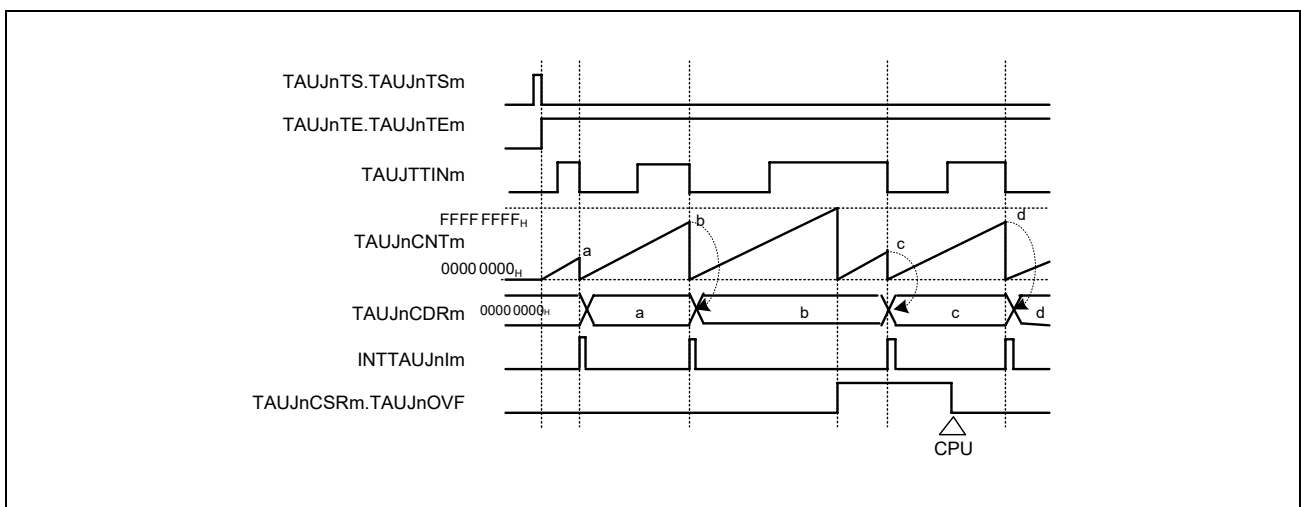 TAUJnTS.TAUJnTSm
TAUJnTE.TAUJnTEm
TAUJTTINm
FFFF FFFFH
TAUJnCNTm
0000 0000H
a
b
c
d
TAUJnCDRm
0000 0000H
a
b
c
d
INTTAUJnIm
TAUJnCSRm.TAUJnOVF
CPU